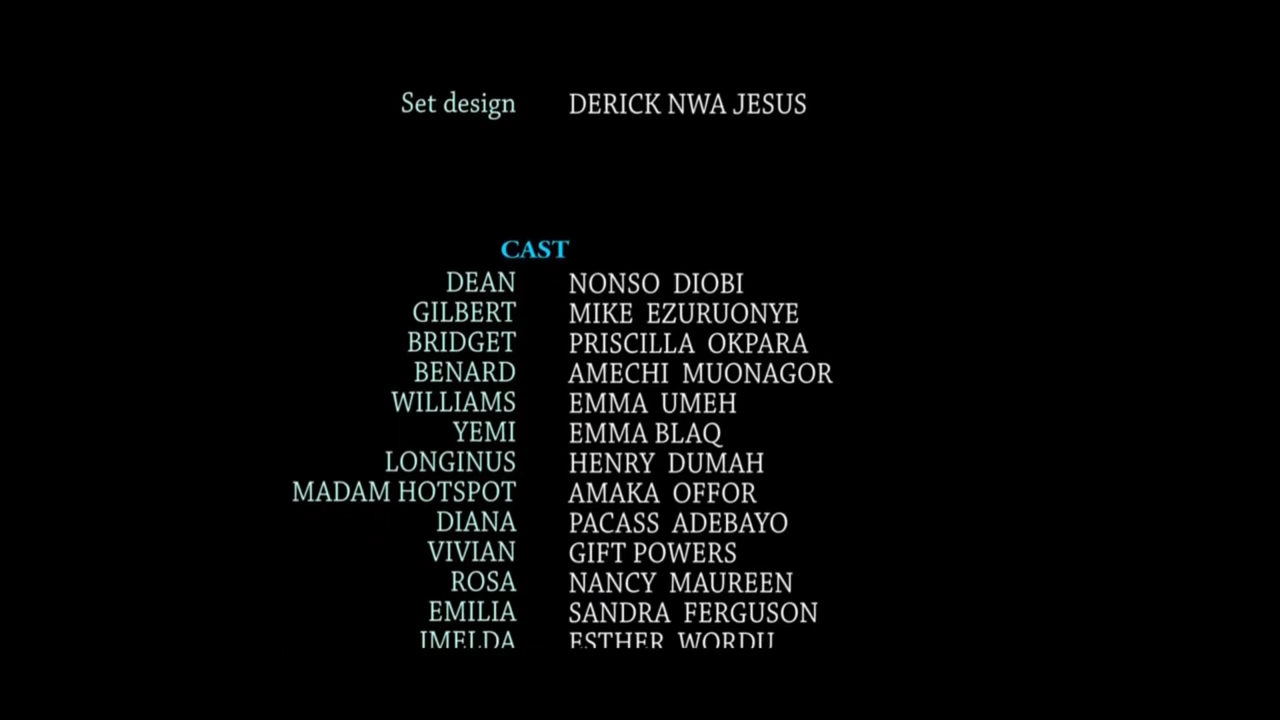 Set design DERICK NWA JESUS
CAST
DEAN NONSO DIOBI
GILBERT MIKE EZURUONYE
BRIDGET PRISCILLA OKPARA
BENARD AMECHI MUONAGOR
WILLIAMS EMMA UMEH
YEMI EMMA BLAQ
LONGINUS HENRY DUMAH
MADAM HOTSPOT AMAKA OFFOR
DIANA PACASS ADEBAYO
VIVIAN GIFT POWERS
ROSA NANCY MAUREEN
EMILIA SANDRA FERGUSON
IMELDA ESTHER WORDU